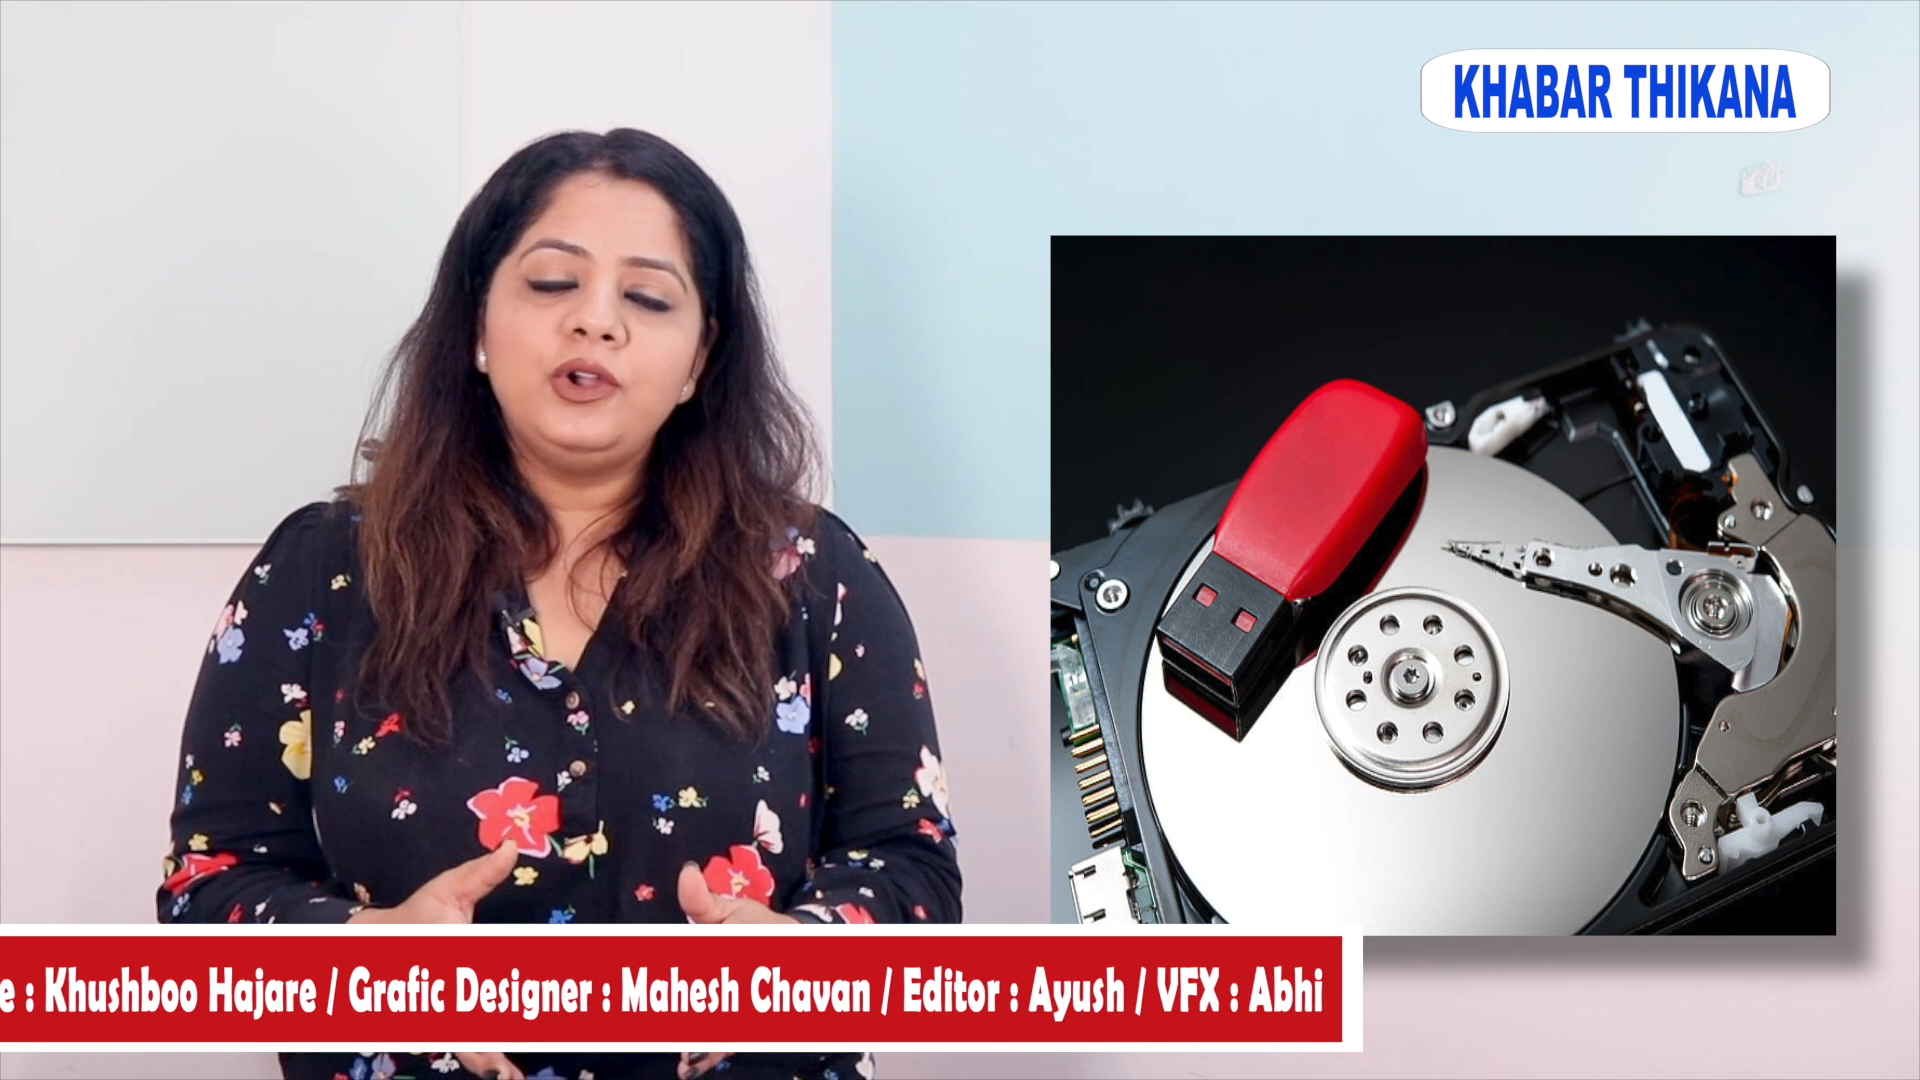 KHABAR THIKANA
e : Khushboo Hajare / Grafic Designer : Mahesh Chavan / Editor : Ayush / VFX : Abhi